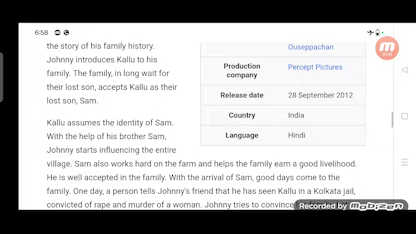 6:58
the story of his family history.
Johnny introduces Kallu to his
family. The family, in long wait for
their lost son, accepts Kallu as their
lost son, Sam.
Kallu assumes the identity of Sam.
With the help of his brother Sam,
Johnny starts influencing the entire
village. Sam also works hard on the farm and helps the family earn a good livelihood.
He is well accepted in the family. With the arrival of Sam, good days come to the
family. One day, a person tells Johnny's friend that he has seen Kallu in a Kolkata jail,
convicted of rape and murder of a woman. Johnny tries to convince
Ouseppachan
Production company
Percept Pictures
Release date
28 September 2012
Country
India
Language
Hindi
Recorded by Mobizen